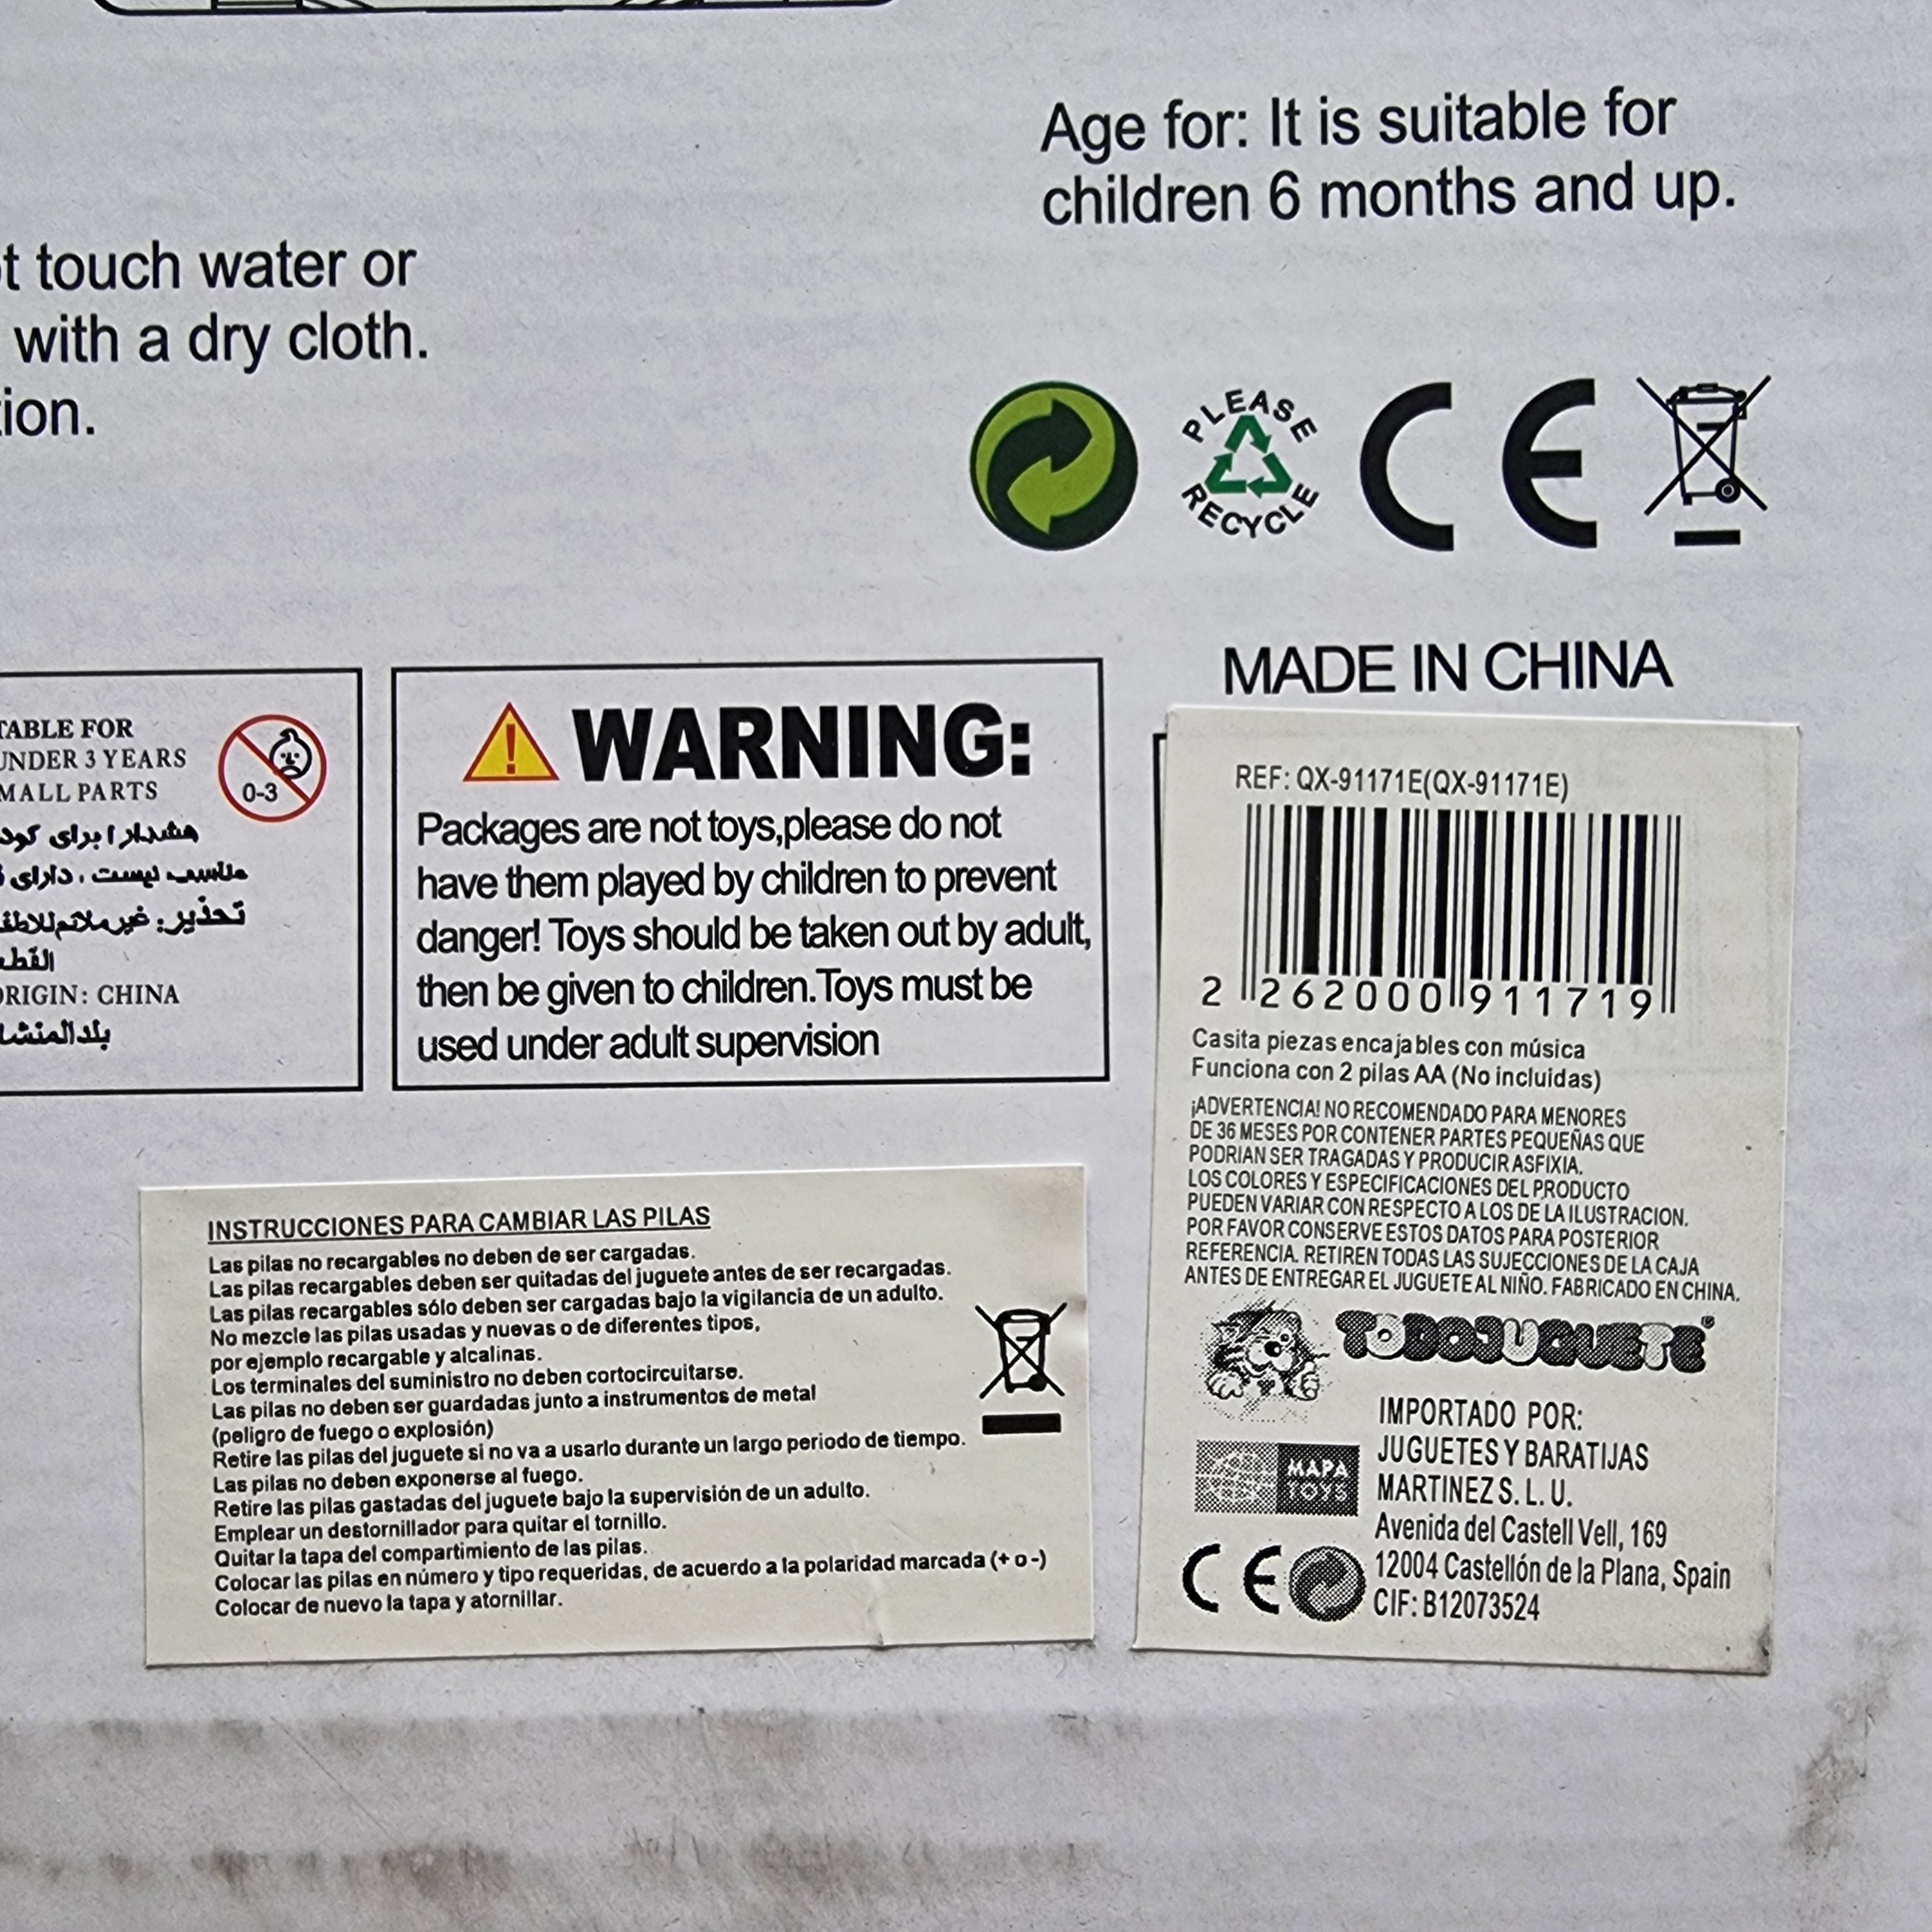 Age for: It is suitable for
children 6 months and up.
touch water or
with a dry cloth.
PLEASE
RECYCLE
CE
MADE IN CHINA
FOR
UNDER 3 YEARS
PARTS
0-3
هشدار ! برای
مناسب نیست ، دارای
تحذیر: غیر ملائم
CHINA
WARNING:
Packages are not toys,please do not
have them played by children to prevent
danger! Toys should be taken out by adult,
then be given to children.Toys must be
used under adult supervision
REF: QX-91171E(QX-91171E)
2 262000 911719
Casita piezas encajables con música
Funciona con 2 pilas AA (No incluidas)
¡ADVERTENCIA! NO RECOMENDADO PARA MENORES
DE 36 MESES POR CONTENER PARTES PEQUEÑAS QUE
PODRIAN SER TRAGADAS Y PRODUCIR ASFIXIA.
LOS COLORES Y ESPECIFICACIONES DEL PRODUCTO
PUEDEN VARIAR CON RESPECTO A LOS DE LA ILUSTRACION.
POR FAVOR CONSERVE ESTOS DATOS PARA POSTERIOR
REFERENCIA. RETIREN TODAS LAS SUJECCIONES DE LA CAJA
ANTES DE ENTREGAR EL JUGUETE AL NIÑO. FABRICADO EN CHINA.
TODOJUGUETE®
MAPA
TOYS
IMPORTADO POR:
JUGUETES Y BARATIJAS
MARTINEZ S. L. U.
Avenida del Castell Vell, 169
12004 Castellón de la Plana, Spain
CIF: B12073524
CE
INSTRUCCIONES PARA CAMBIAR LAS PILAS
Las pilas no recargables no deben de ser cargadas.
Las pilas recargables deben ser quitadas del juguete antes de ser recargadas.
Las pilas recargables sólo deben ser cargadas bajo la vigilancia de un adulto.
No mezcle las pilas usadas y nuevas o de diferentes tipos,
por ejemplo recargable y alcalinas.
Los terminales del suministro no deben cortocircuitarse.
Las pilas no deben ser guardadas junto a instrumentos de metal
(peligro de fuego o explosión)
Retire las pilas del juguete si no va a usarlo durante un largo periodo de tiempo.
Las pilas no deben exponerse al fuego.
Retire las pilas gastadas del juguete bajo la supervisión de un adulto.
Emplear un destornillador para quitar el tornillo.
Quitar la tapa del compartimiento de las pilas.
Colocar las pilas en número y tipo requeridas, de acuerdo a la polaridad marcada (+ o -)
Colocar de nuevo la tapa y atornillar.